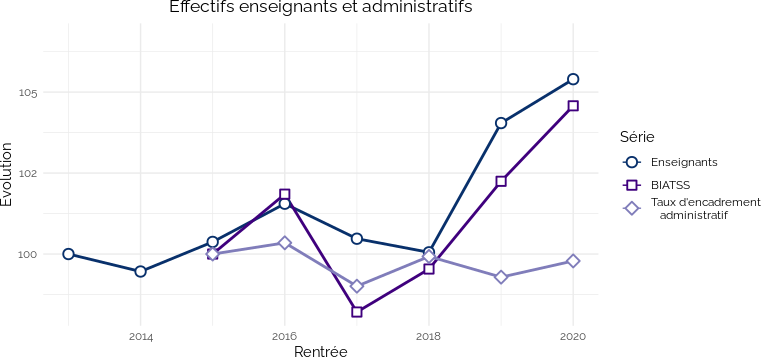 Effectifs enseignants et administratifs
105
102
100
Evolution
2014
2016
2018
2020
Rentrée
Série
Enseignants
BIATSS
Taux d'encadrement
administratif